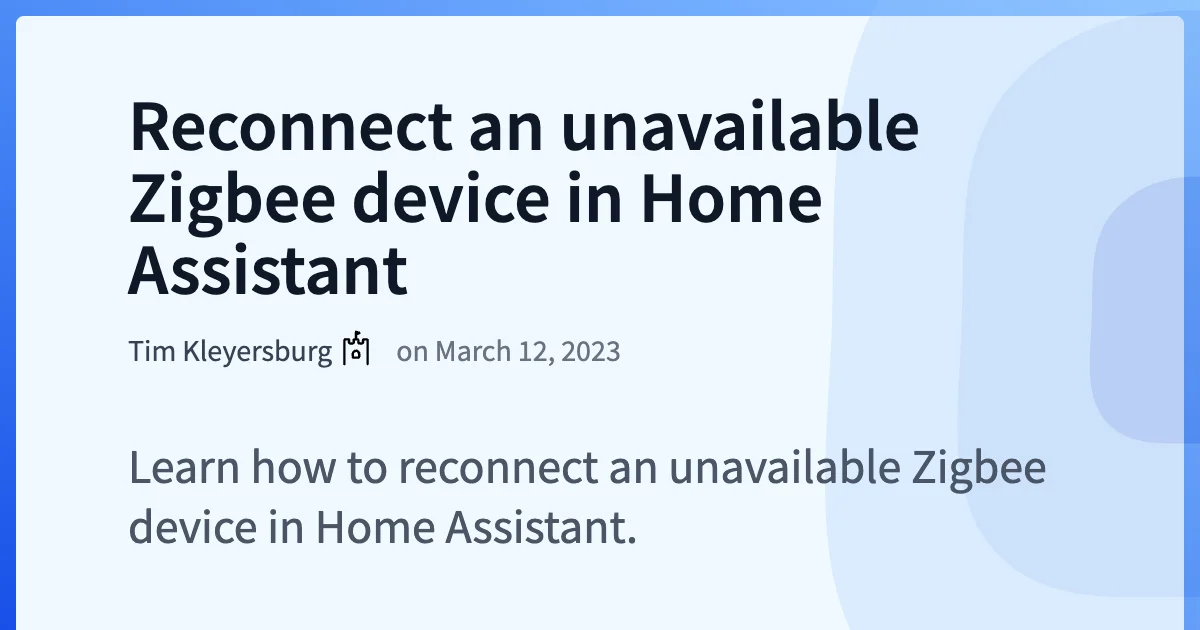 Reconnect an unavailable
Zigbee device in Home
Assistant
Tim Kleyersburg on March 12, 2023
Learn how to reconnect an unavailable Zigbee
device in Home Assistant.